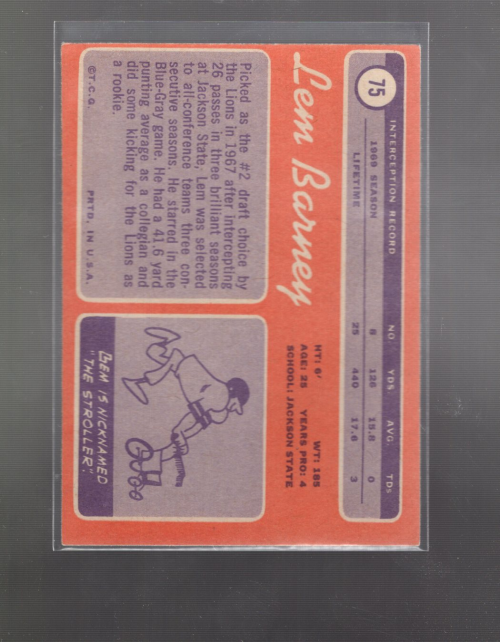 75
INTERCEPTION RECORD
NO. YDS AVG. TDs
1969 SEASON 8 126 15.8 0
LIFETIME 25 440 17.6 3
Lem Barney
HT: 6' WT: 185
AGE: 25 YEARS PRO: 4
SCHOOL: JACKSON STATE
Picked as the #2 draft choice by
the Lions in 1967 after intercepting
26 passes in three brilliant seasons
at Jackson State, Lem was selected
to all-conference teams three con-
secutive seasons. He starred in the
Blue-Gray game. He had a 41.6 yard
punting average as a collegian and
did some kicking for the Lions as
a rookie.
©T.C.G. PRTD. IN U.S.A.
LEM IS NICKNAMED
"THE STROLLER".